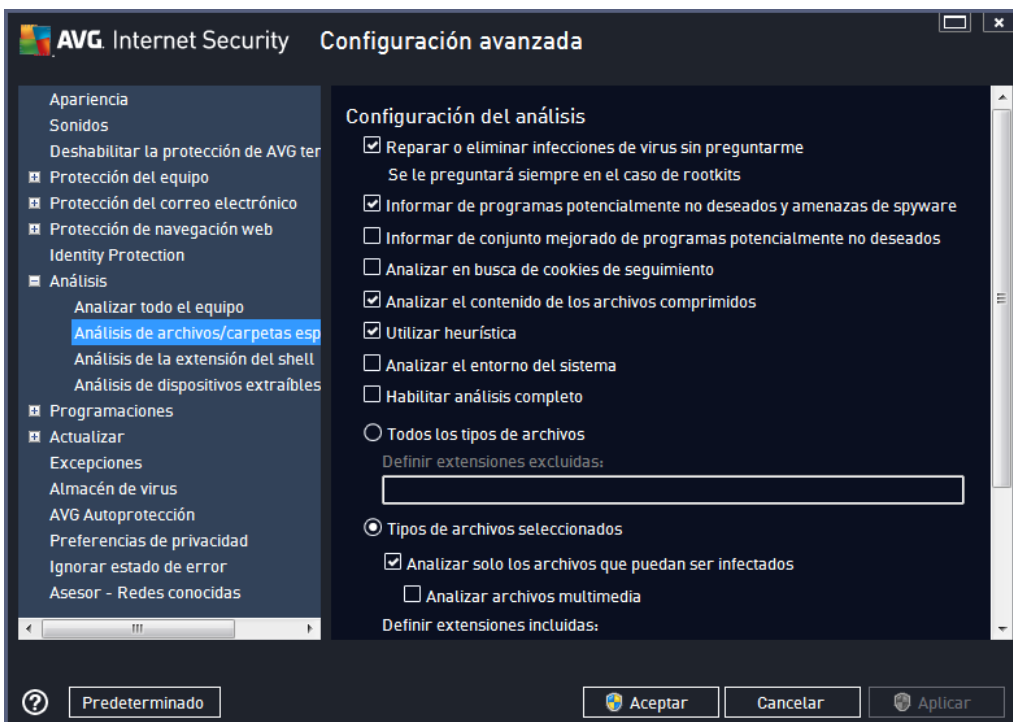 AVG. Internet Security Configuración avanzada
Apariencia
Sonidos
Deshabilitar la protección de AVG ter
Protección del equipo
Protección del correo electrónico
Protección de navegación web
Identity Protection
Análisis
Analizar todo el equipo
Análisis de archivos/carpetas esp
Análisis de la extensión del shell
Análisis de dispositivos extraíbles
Programaciones
Actualizar
Excepciones
Almacén de virus
AVG Autoprotección
Preferencias de privacidad
Ignorar estado de error
Asesor - Redes conocidas
Configuración del análisis
Reparar o eliminar infecciones de virus sin preguntarme
Se le preguntará siempre en el caso de rootkits
Informar de programas potencialmente no deseados y amenazas de spyware
Informar de conjunto mejorado de programas potencialmente no deseados
Analizar en busca de cookies de seguimiento
Analizar el contenido de los archivos comprimidos
Utilizar heurística
Analizar el entorno del sistema
Habilitar análisis completo
Todos los tipos de archivos
Definir extensiones excluidas:
Tipos de archivos seleccionados
Analizar solo los archivos que puedan ser infectados
Analizar archivos multimedia
Definir extensiones incluidas:
Predeterminado
Aceptar
Cancelar
Aplicar